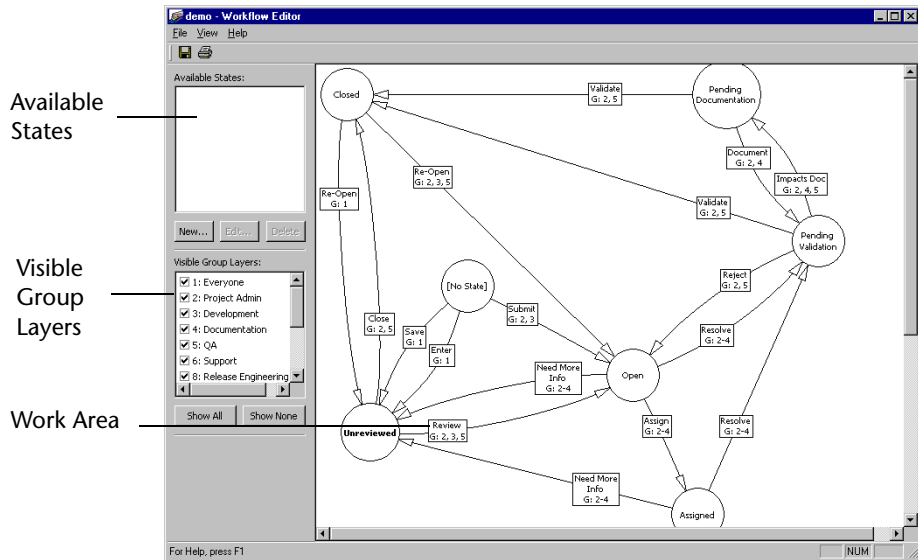 demo - Workflow Editor
File View Help
Available States:
Available
States
New... Edit... Delete
Visible Group Layers:
1: Everyone
2: Project Admin
3: Development
4: Documentation
5: QA
6: Support
8: Release Engineering
Visible
Group
Layers
Show All Show None
Work Area
Closed
Validate
G: 2, 5
Pending
Documentation
Document
G: 2, 4
Impacts Doc
G: 2, 4, 5
Re-Open
G: 1
Re-Open
G: 2, 3, 5
Validate
G: 2, 5
Pending
Validation
[No State]
Reject
G: 2, 5
Submit
G: 2, 3
Close
G: 2, 5
Save
G: 1
Enter
G: 1
Resolve
G: 2-4
Need More
Info
G: 2-4
Open
Unreviewed
Review
G: 2, 3, 5
Assign
G: 2-4
Resolve
G: 2-4
Need More
Info
G: 2-4
Assigned
For Help, press F1
NUM